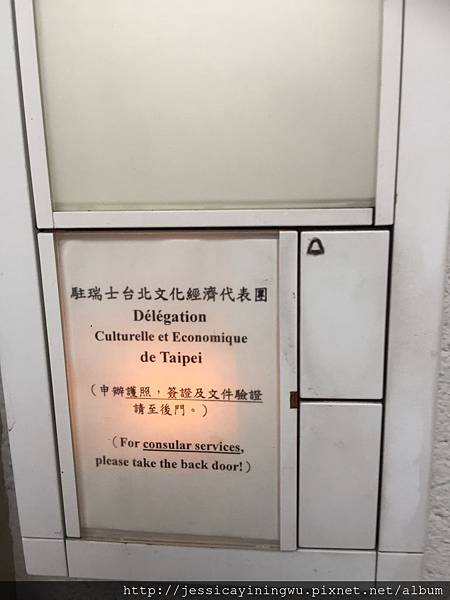 駐瑞士台北文化經濟代表團
Délégation
Culturelle et Economique
de Taipei
（申辦護照，簽證及文件驗證
請至後門。）
（For consular services,
please take the back door!）
http://jessicayiningwu.pixnet.net/album